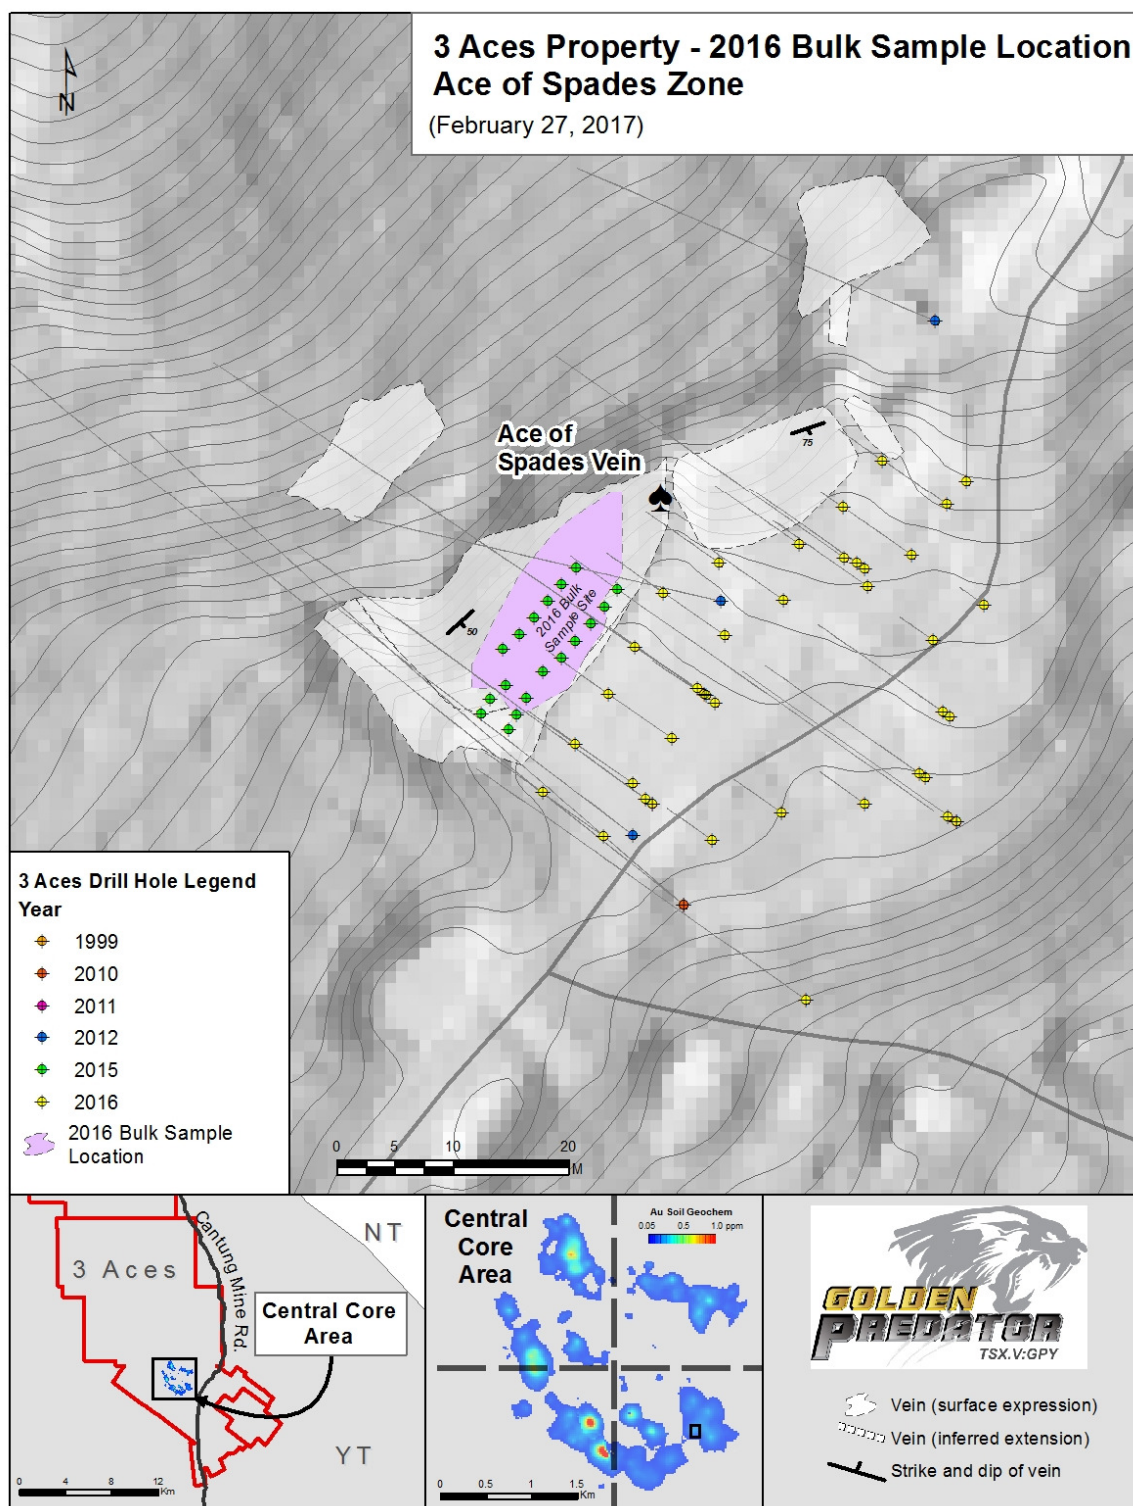 3 Aces Property - 2016 Bulk Sample Location
Ace of Spades Zone
(February 27, 2017)
N
75
Ace of
Spades Vein
50
2016 Bulk
Sample Site
3 Aces Drill Hole Legend
Year
1999
2010
2011
2012
2015
2016
2016 Bulk Sample
Location
0 5 10 20
M
NT
3 Aces
Cantung Mine Rd.
Central Core
Area
YT
0 4 8 12
Km
Central
Core
Area
Au Soil Geochem
0.05 0.5 1.0 ppm
0 0.5 1 1.5
Km
GOLDEN
PREDATOR
TSX.V:GPY
Vein (surface expression)
Vein (inferred extension)
Strike and dip of vein